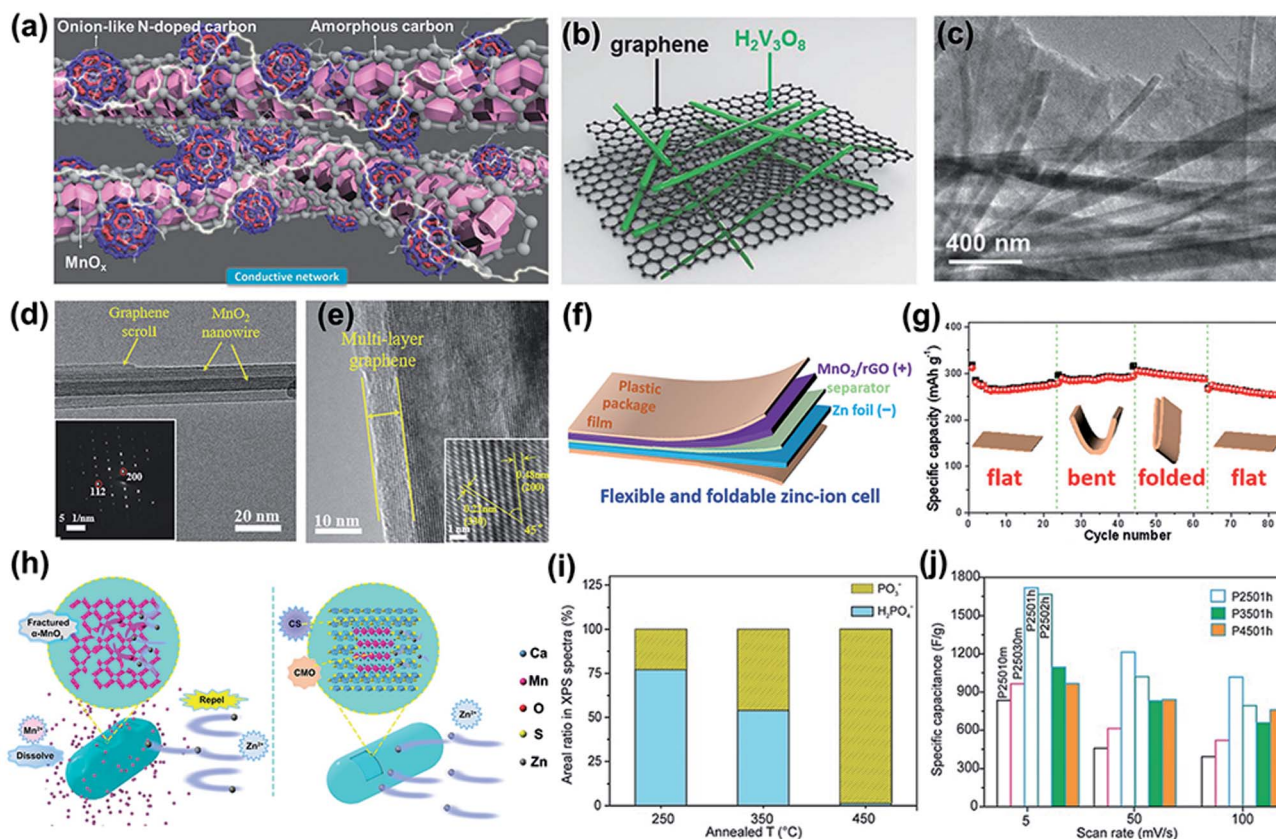 (a)
Onion-like N-doped carbon
Amorphous carbon
MnOx
Conductive network
(b)
graphene
H2V3O8
(c)
400 nm
(d)
Graphene
scroll
MnO2
nanowire
200
112
5 1/nm
20 nm
(e)
Multi-layer
graphene
10 nm
0.48nm
(200)
45°
1 nm
(f)
Plastic
package
film
MnO2/rGO (+)
separator
Zn foil (−)
Flexible and foldable zinc-ion cell
(g)
Specific capacity (mAh g-1)
400
300
200
100
0
flat
bent
folded
flat
0
10
20
30
40
50
60
70
80
Cycle number
(h)
Fractured
α-MnO2
Repel
Mn2+
Dissolve
Zn2+
CS
CMO
Zn2+
Ca
Mn
O
S
Zn
(i)
Areal ratio in XPS spectra (%)
125
100
75
50
25
0
PO3-
H2PO4-
250
350
450
Annealed T (°C)
(j)
Specific capacitance (F/g)
1800
1500
1200
900
600
300
0
P25010m
P25030m
P2501h
P2502h
P2501h
P3501h
P4501h
5
50
100
Scan rate (mV/s)